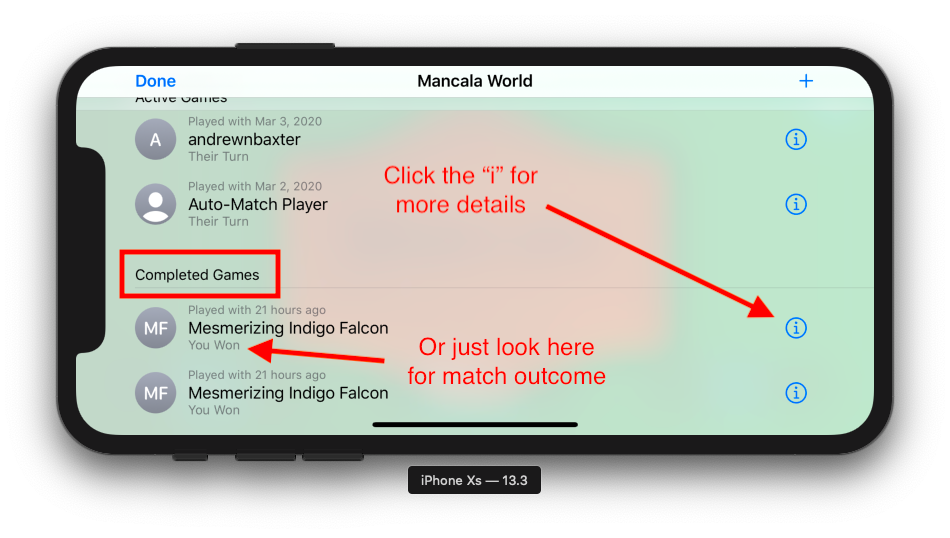 Done
Mancala World
+
Active Games
Played with Mar 3, 2020
A
andrewnbaxter
Their Turn
Played with Mar 2, 2020
Auto-Match Player
Their Turn
Click the “i” for
more details
Completed Games
Played with 21 hours ago
MF
Mesmerizing Indigo Falcon
You Won
Or just look here
for match outcome
Played with 21 hours ago
MF
Mesmerizing Indigo Falcon
You Won
iPhone Xs — 13.3